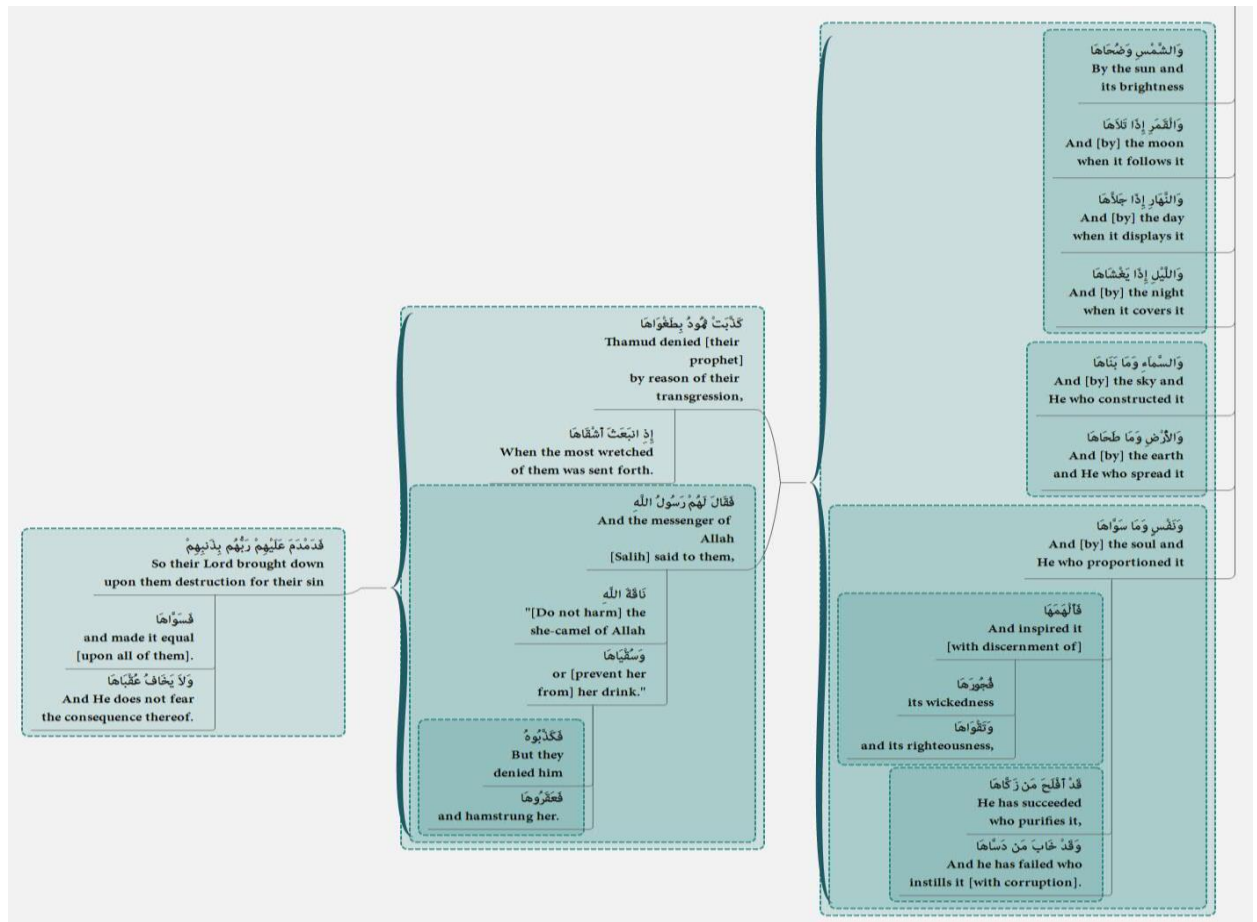 وَالشَّمْسِ وَضُحَاهَا
By the sun and
its brightness
وَالْقَمَرِ إِذَا تَلَاهَا
And [by] the moon
when it follows it
وَالنَّهَارِ إِذَا جَلَّاهَا
And [by] the day
when it displays it
وَاللَّيْلِ إِذَا يَغْشَاهَا
And [by] the night
when it covers it
وَالسَّمَاءِ وَمَا بَنَاهَا
And [by] the sky and
He who constructed it
وَالْأَرْضِ وَمَا طَحَاهَا
And [by] the earth
and He who spread it
وَنَفْسٍ وَمَا سَوَّاهَا
And [by] the soul and
He who proportioned it
فَأَلْهَمَهَا
And inspired it
[with discernment of]
فُجُورَهَا
its wickedness
وَتَقْوَاهَا
and its righteousness,
قَدْ أَفْلَحَ مَن زَكَّاهَا
He has succeeded
who purifies it,
وَقَدْ خَابَ مَن دَسَّاهَا
And he has failed who
instills it [with corruption].
كَذَّبَتْ ثَمُودُ بِطَغْوَاهَا
Thamud denied [their
prophet]
by reason of their
transgression,
إِذِ انبَعَثَ أَشْقَاهَا
When the most wretched
of them was sent forth.
فَقَالَ لَهُمْ رَسُولُ اللَّهِ
And the messenger of
Allah
[Salih] said to them,
نَاقَةَ اللَّهِ
"[Do not harm] the
she-camel of Allah
وَسُقْيَاهَا
or [prevent her
from] her drink."
فَكَذَّبُوهُ
But they
denied him
فَعَقَرُوهَا
and hamstrung her.
فَدَمْدَمَ عَلَيْهِمْ رَبُّهُم بِذَنبِهِمْ
So their Lord brought down
upon them destruction for their sin
فَسَوَّاهَا
and made it equal
[upon all of them].
وَلَا يَخَافُ عُقْبَاهَا
And He does not fear
the consequence thereof.